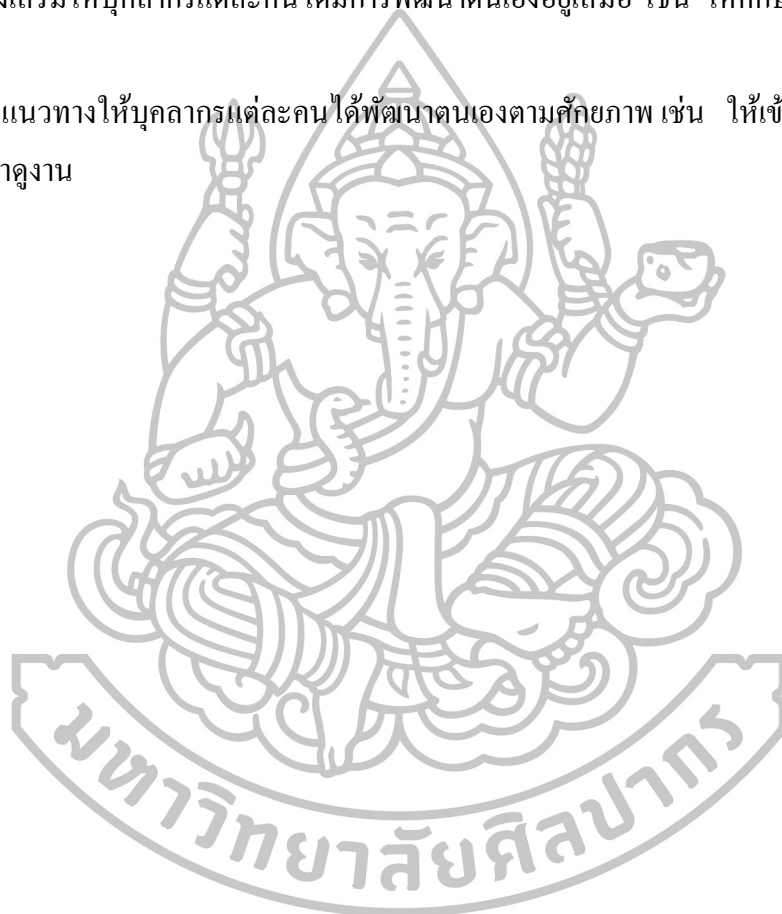 ให้บุคลากรแต่ละคนได้มีการพัฒนาตนเองอยู่เสมอ เช่น
แนวทางให้บุคลากรแต่ละคนได้พัฒนาตนเองตามศักยภาพ เช่น ให้เข้
าดูงาน
มหาวิทยาลัยศิลปากร